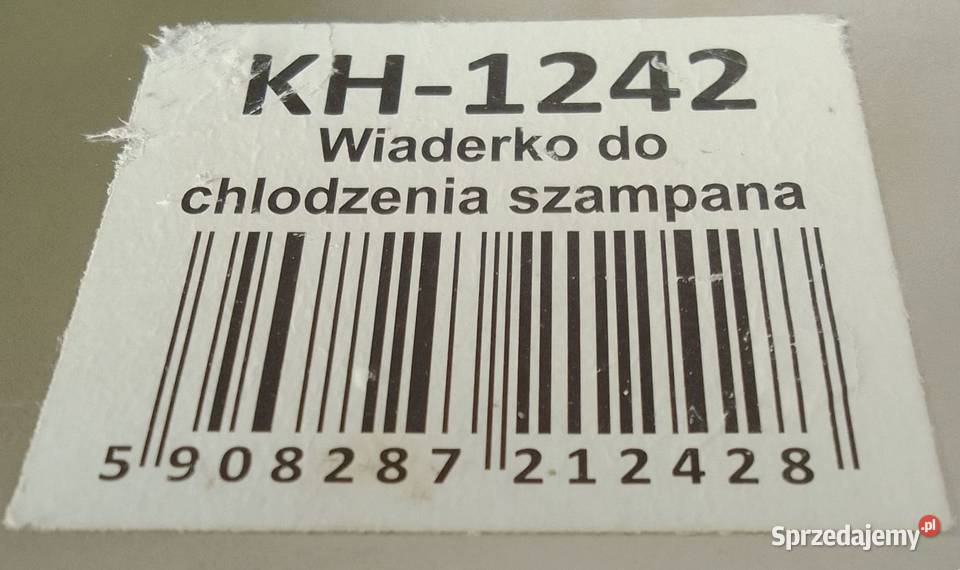 KH-1242
Wiaderko do
chlodzenia szampana
5 908287 212428
Sprzedajemy.pl